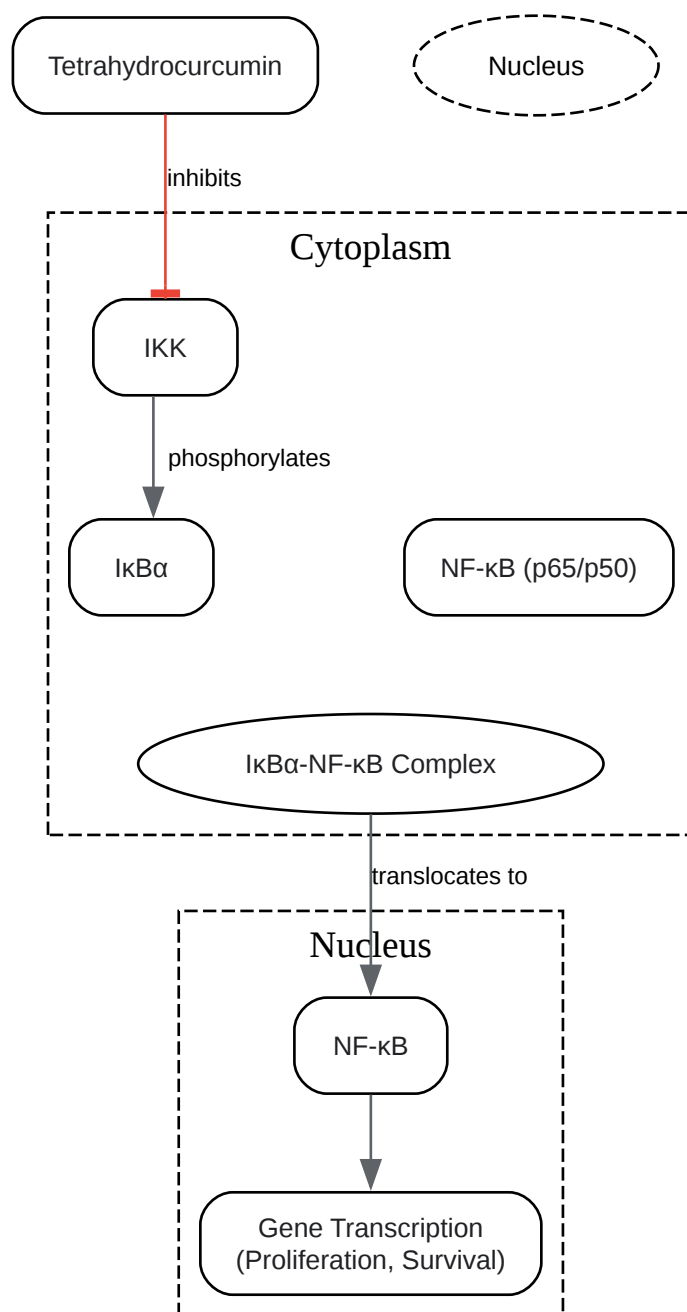 Tetrahydrocurcumin
Nucleus
inhibits
Cytoplasm
IKK
phosphorylates
IκBα
NF-κB (p65/p50)
IκBα-NF-κB Complex
translocates to
Nucleus
NF-κB
Gene Transcription
(Proliferation, Survival)